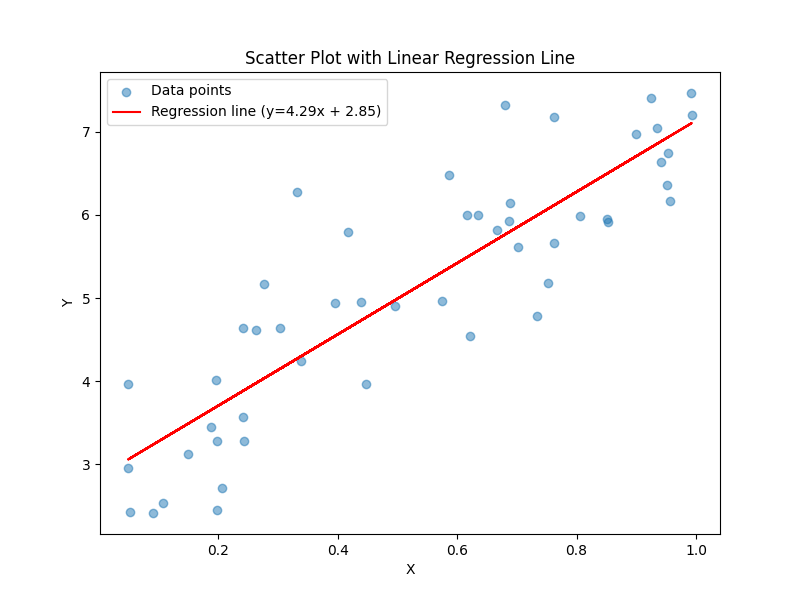 Scatter Plot with Linear Regression Line
Data points
Regression line (y=4.29x + 2.85)
Y
7
6
5
4
3
0.2 0.4 0.6 0.8 1.0
X